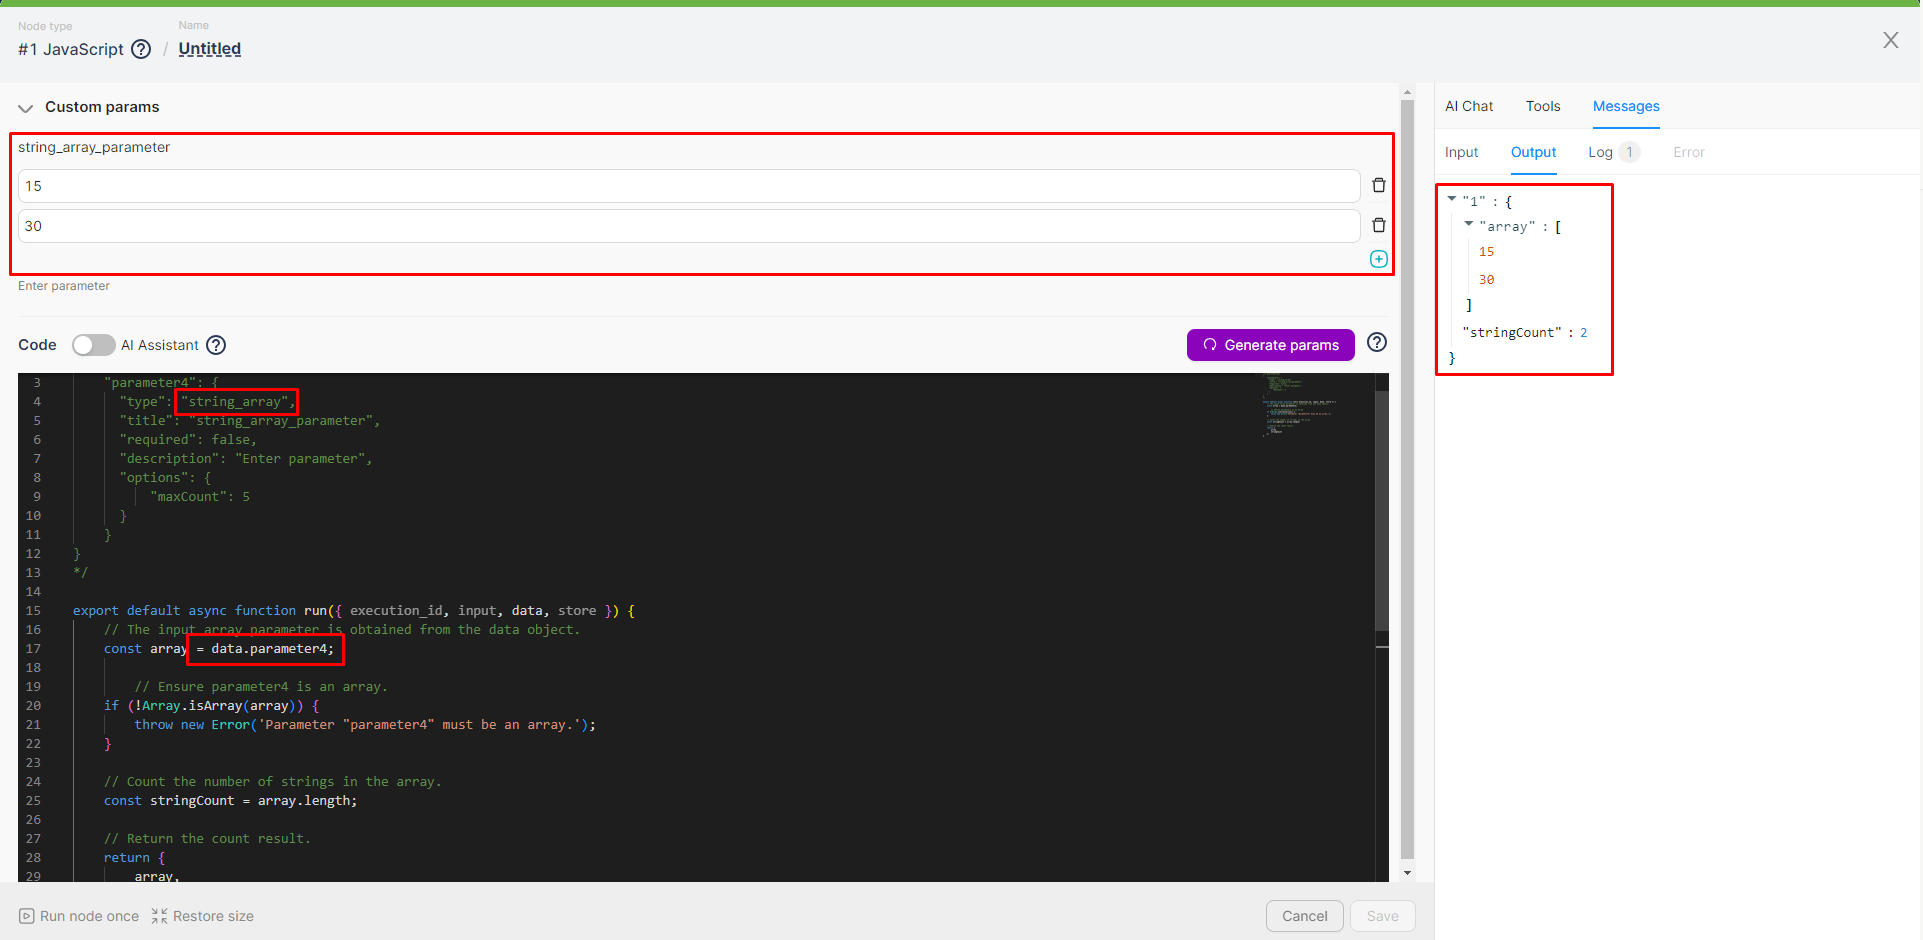 Node type
Name
#1 JavaScript ? / Untitled
X
Custom params
string_array_parameter
15
30
Enter parameter
Code AI Assistant ?
Generate params ?
3 "parameter4": {
4 "type": "string_array",
5 "title": "string_array_parameter",
6 "required": false,
7 "description": "Enter parameter",
8 "options": {
9 "maxCount": 5
10 }
11 }
12 }
13 */
14
15 export default async function run({ execution_id, input, data, store }) {
16 // The input array parameter is obtained from the data object.
17 const array = data.parameter4;
18
19 // Ensure parameter4 is an array.
20 if (!Array.isArray(array)) {
21 throw new Error('Parameter "parameter4" must be an array.');
22 }
23
24 // Count the number of strings in the array.
25 const stringCount = array.length;
26
27 // Return the count result.
28 return {
29 array,
Run node once Restore size
Cancel Save
AI Chat Tools Messages
Input Output Log 1 Error
"1" : {
"array" : [
15
30
]
"stringCount" : 2
}